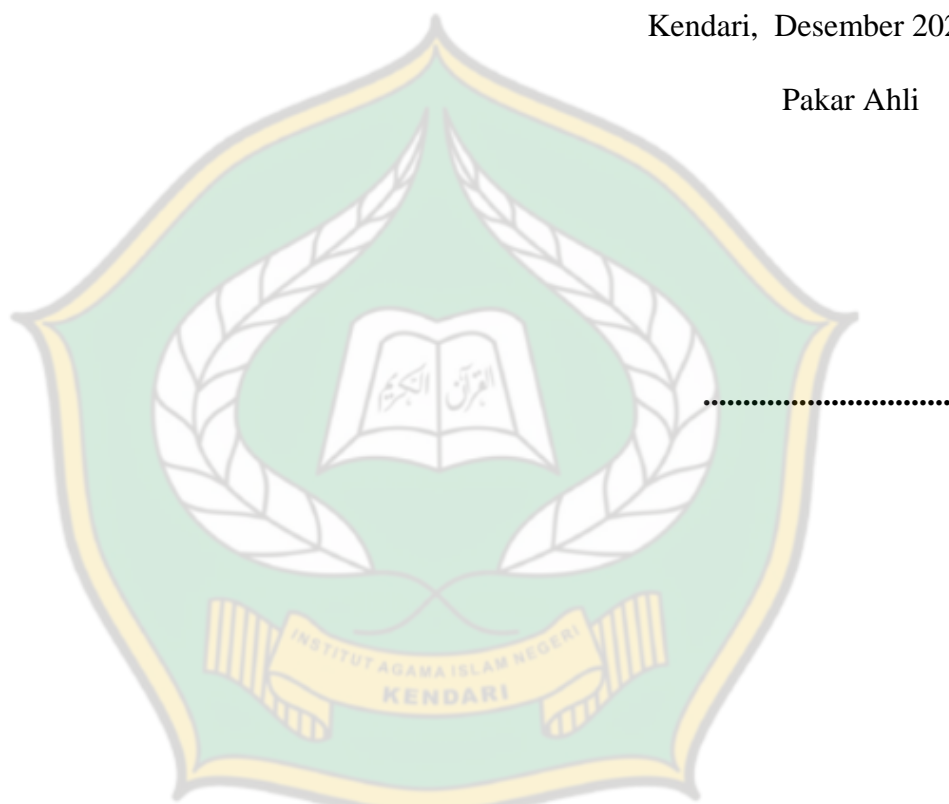 Kendari, Desember 202
Pakar Ahli
القرآن الكريم
................................
INSTITUT AGAMA ISLAM NEGERI
KENDARI